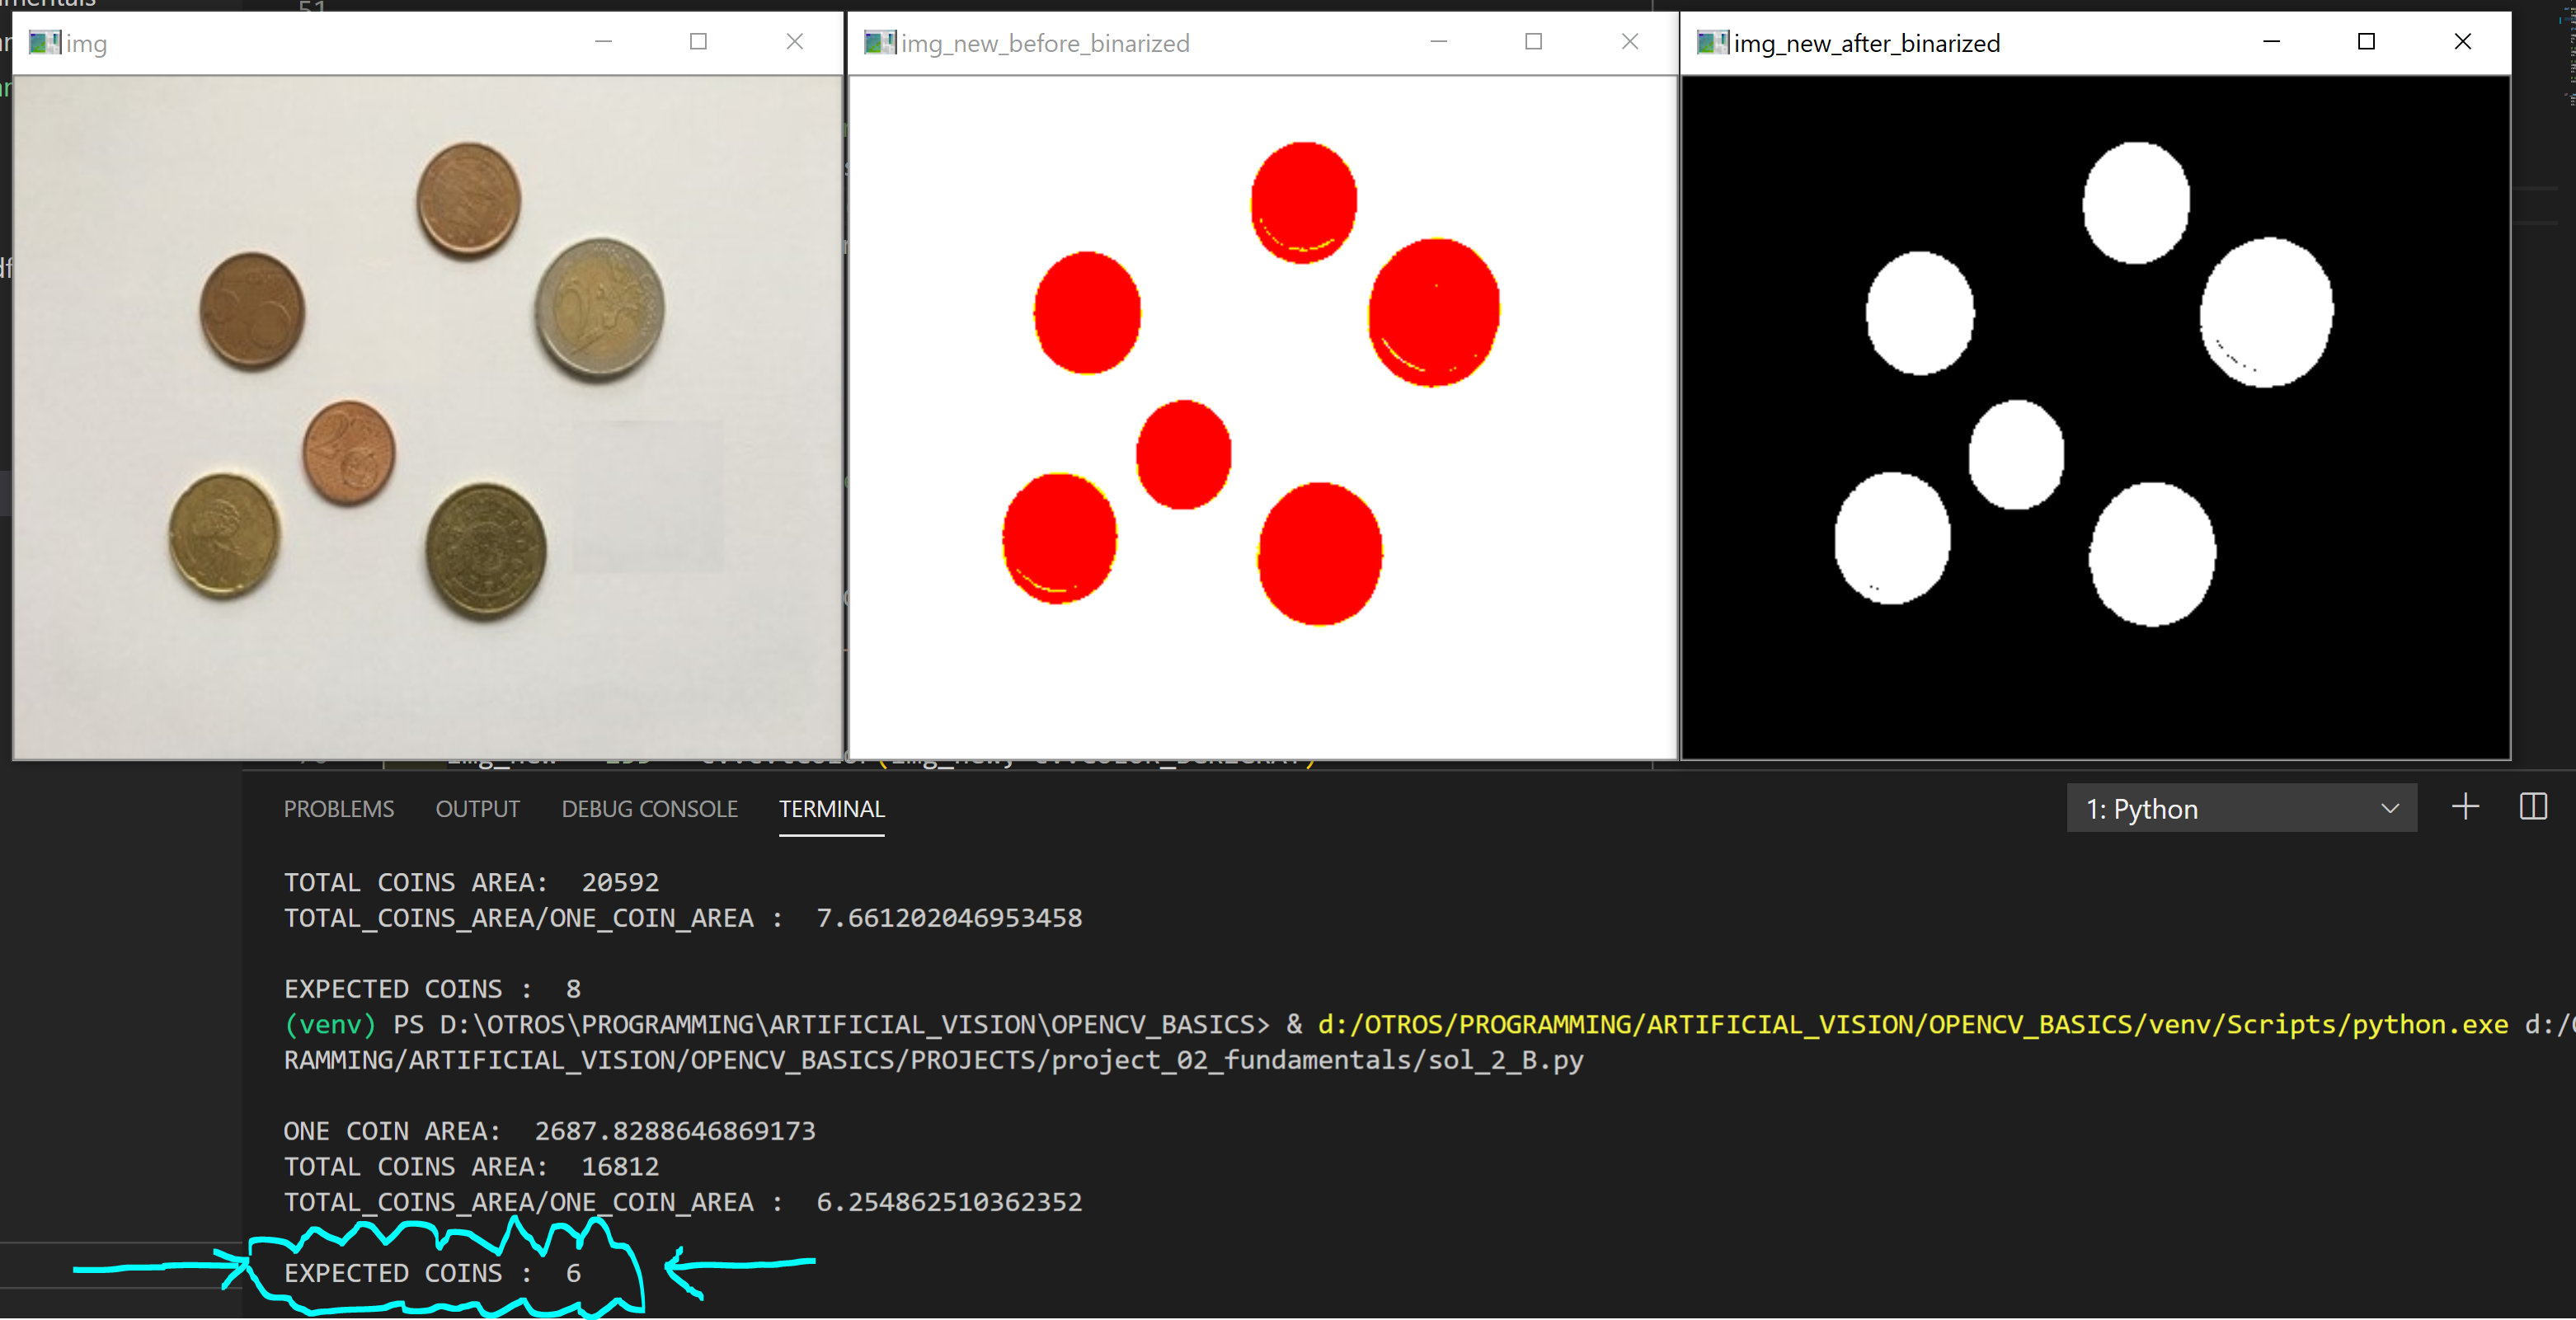 mentals
51
img
img_new_before_binarized
img_new_after_binarized
PROBLEMS OUTPUT DEBUG CONSOLE TERMINAL
1: Python
TOTAL COINS AREA:  20592
TOTAL_COINS_AREA/ONE_COIN_AREA :  7.661202046953458
EXPECTED COINS :  8
(venv) PS D:\OTROS\PROGRAMMING\ARTIFICIAL_VISION\OPENCV_BASICS> & d:/OTROS/PROGRAMMING/ARTIFICIAL_VISION/OPENCV_BASICS/venv/Scripts/python.exe d:/
RAMMING/ARTIFICIAL_VISION/OPENCV_BASICS/PROJECTS/project_02_fundamentals/sol_2_B.py
ONE COIN AREA:  2687.8288646869173
TOTAL COINS AREA:  16812
TOTAL_COINS_AREA/ONE_COIN_AREA :  6.254862510362352
EXPECTED COINS :  6